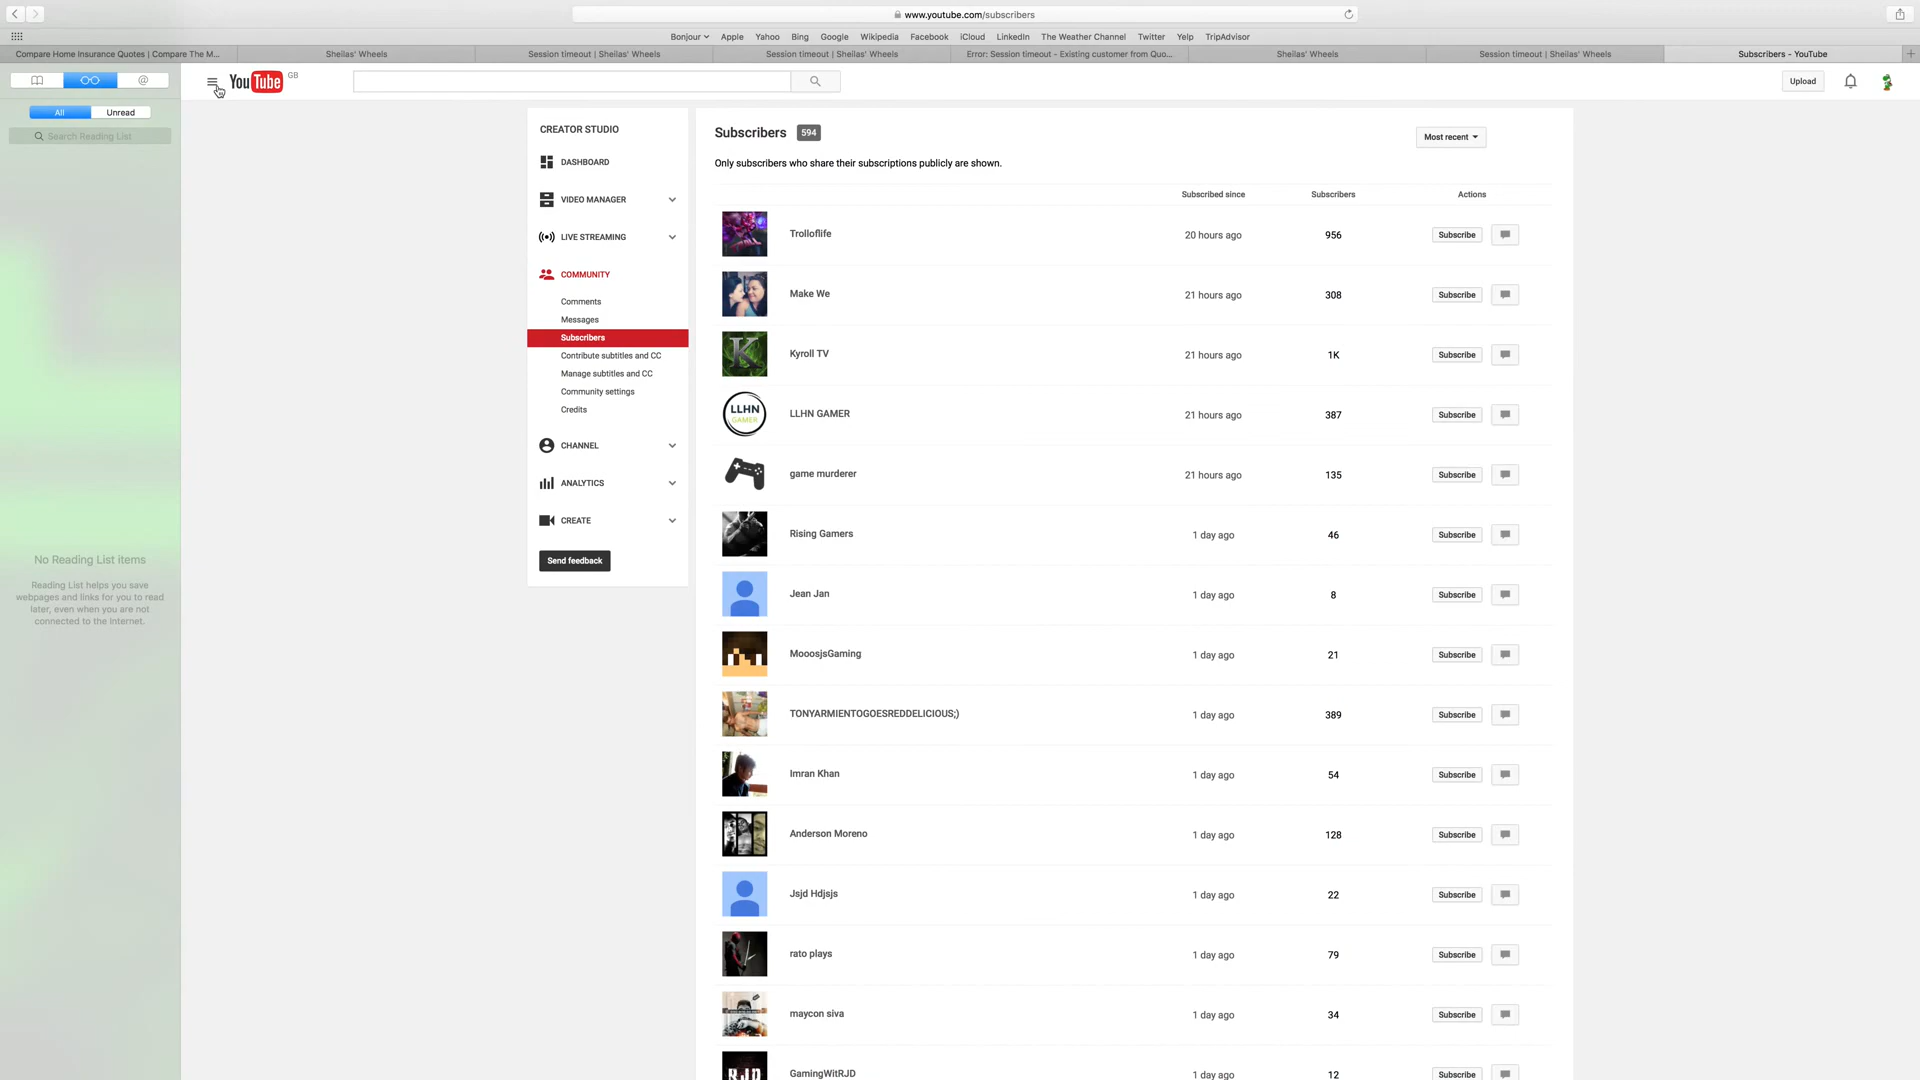 www.youtube.com/subscribers
Bonjour Apple Yahoo Bing Google Wikipedia Facebook iCloud LinkedIn The Weather Channel Twitter Yelp TripAdvisor
Compare Home Insurance Quotes | Compare The M... Sheilas' Wheels Session timeout | Sheilas' Wheels Session timeout | Sheilas' Wheels Error: Session timeout - Existing customer from Quo... Sheilas' Wheels Session timeout | Sheilas' Wheels Subscribers - YouTube
YouTube GB
Upload
All Unread
Search Reading List
No Reading List items
Reading List helps you save
webpages and links for you to read
later, even when you are not
connected to the internet.
CREATOR STUDIO
DASHBOARD
VIDEO MANAGER
LIVE STREAMING
COMMUNITY
Comments
Messages
Subscribers
Contribute subtitles and CC
Manage subtitles and CC
Community settings
Credits
CHANNEL
ANALYTICS
CREATE
Send feedback
Subscribers 594
Most recent
Only subscribers who share their subscriptions publicly are shown.
Subscribed since Subscribers Actions
Trolloflife 20 hours ago 956 Subscribe
Make We 21 hours ago 308 Subscribe
K Kyroll TV 21 hours ago 1K Subscribe
LLHN
GAMER
LLHN GAMER 21 hours ago 387 Subscribe
game murderer 21 hours ago 135 Subscribe
Rising Gamers 1 day ago 46 Subscribe
Jean Jan 1 day ago 8 Subscribe
MooosjsGaming 1 day ago 21 Subscribe
TONYARMIENTOGOESREDDELICIOUS;) 1 day ago 389 Subscribe
Imran Khan 1 day ago 54 Subscribe
Anderson Moreno 1 day ago 128 Subscribe
Jsjd Hdjsjs 1 day ago 22 Subscribe
rato plays 1 day ago 79 Subscribe
maycon siva 1 day ago 34 Subscribe
RJD GamingWitRJD 1 day ago 12 Subscribe